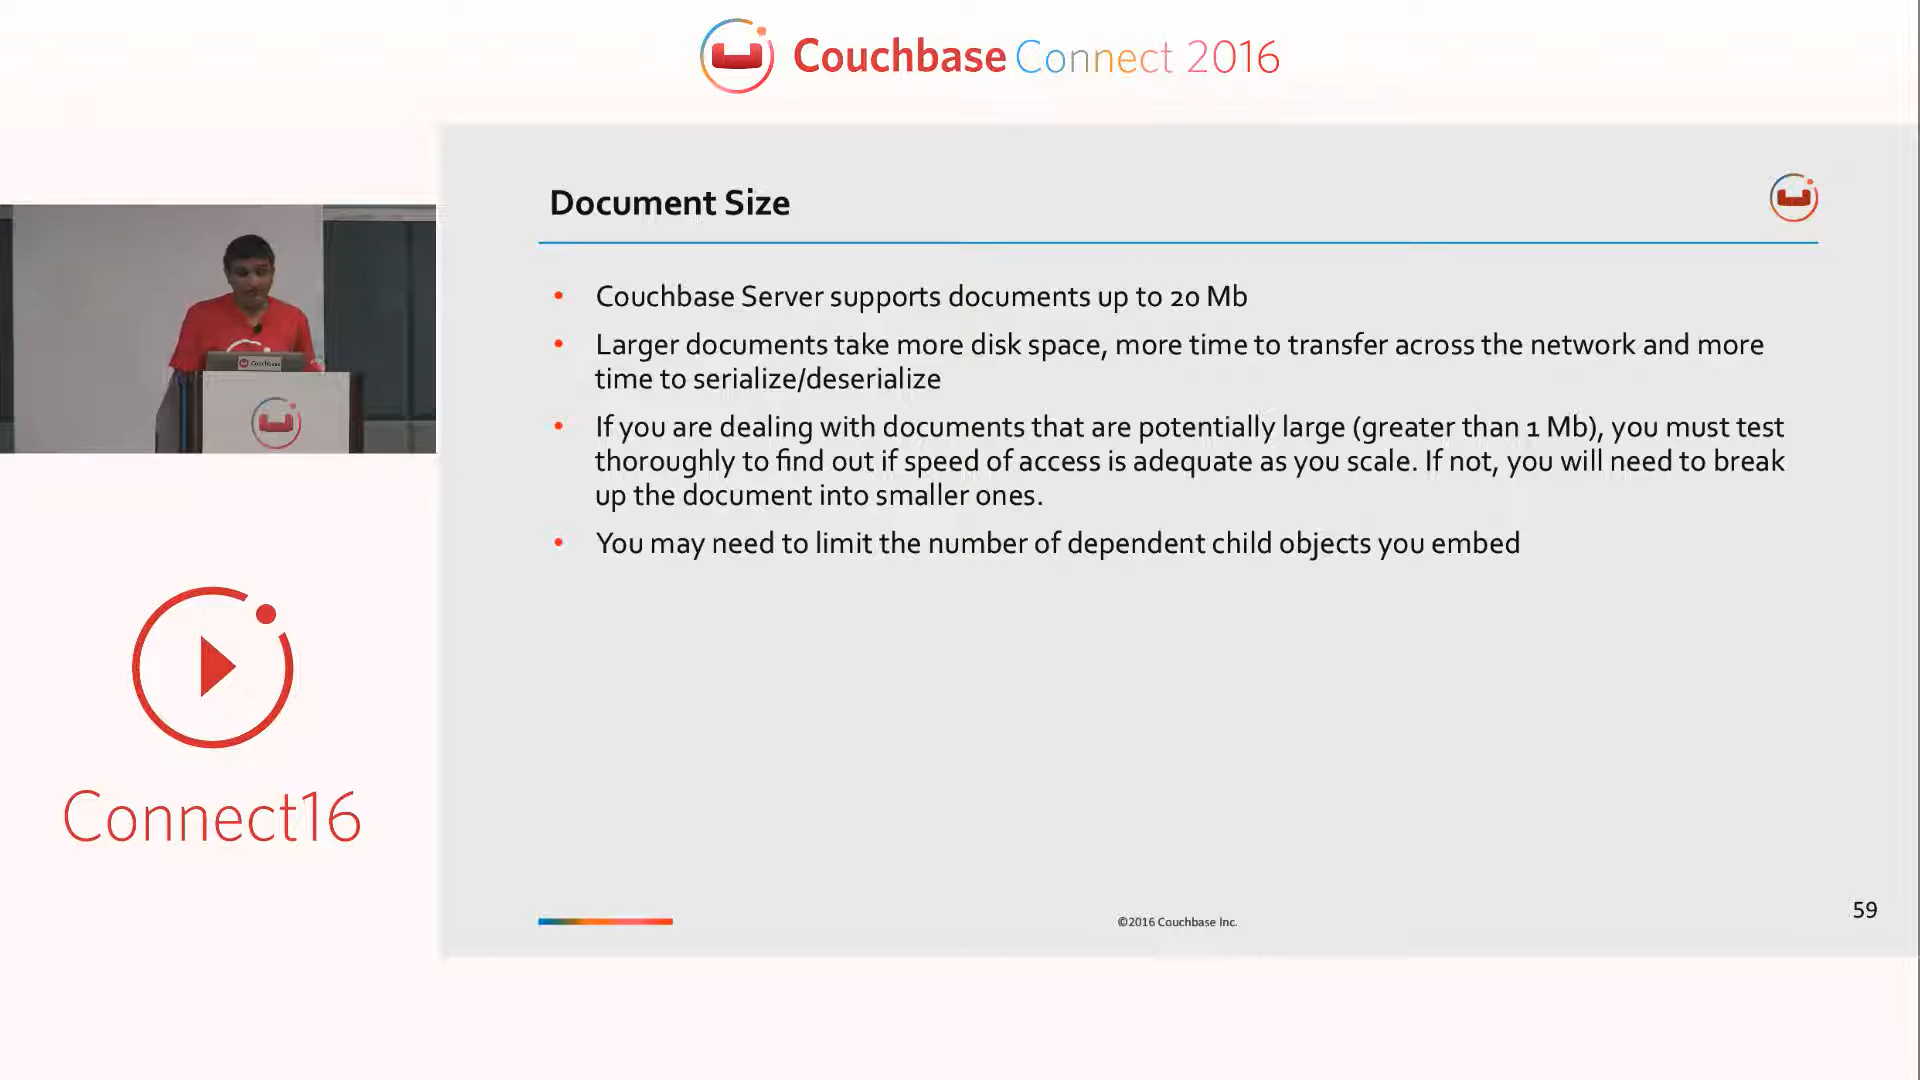 Couchbase Connect 2016
Document Size
• Couchbase Server supports documents up to 20 Mb
• Larger documents take more disk space, more time to transfer across the network and more
time to serialize/deserialize
• If you are dealing with documents that are potentially large (greater than 1 Mb), you must test
thoroughly to find out if speed of access is adequate as you scale. If not, you will need to break
up the document into smaller ones.
• You may need to limit the number of dependent child objects you embed
Couchbase
Connect16
©2016 Couchbase Inc.
59